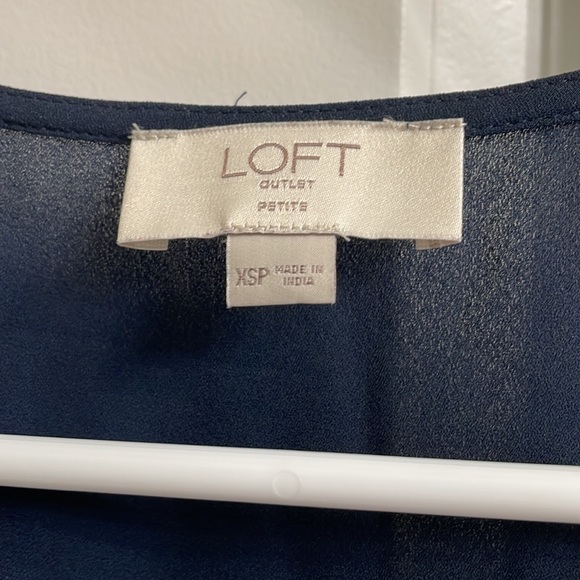 LOFT
OUTLET
PETITE
XSP MADE IN
INDIA